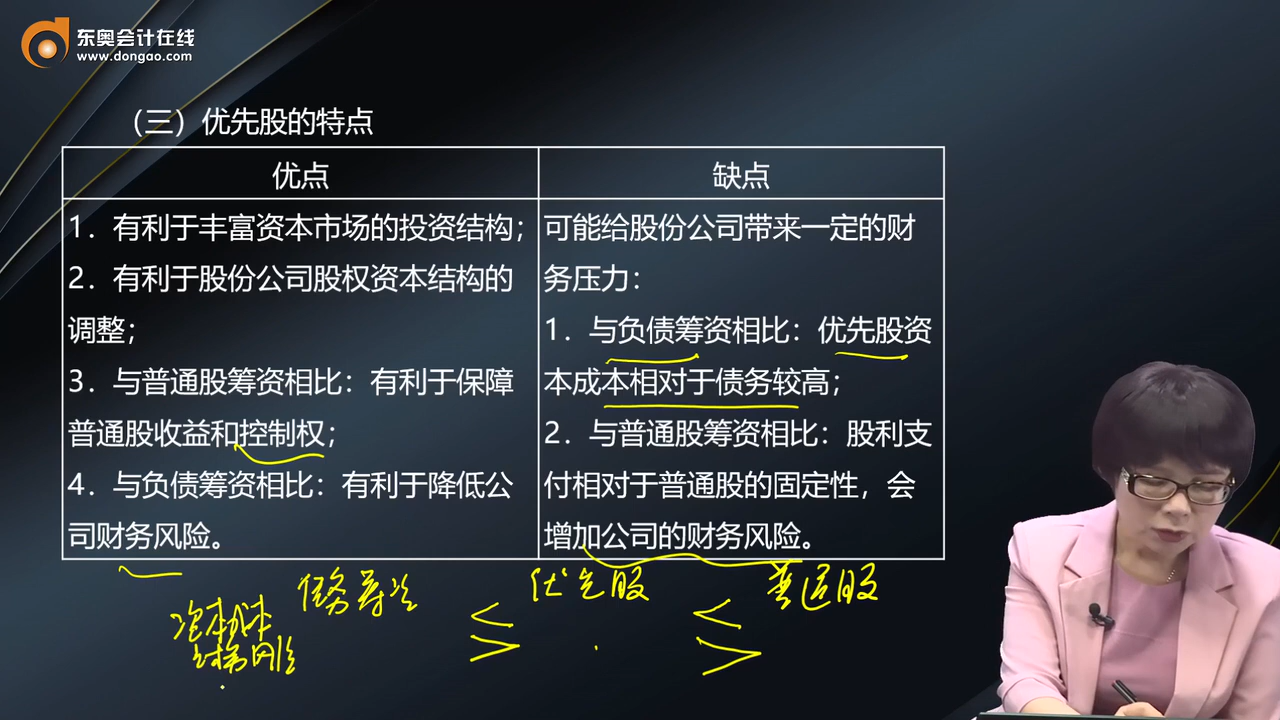 东奥会计在线
www.dongao.com
（三）优先股的特点
优点
缺点
1．有利于丰富资本市场的投资结构；
2．有利于股份公司股权资本结构的
调整；
3．与普通股筹资相比：有利于保障
普通股收益和控制权；
4．与负债筹资相比：有利于降低公
司财务风险。
可能给股份公司带来一定的财
务压力：
1．与负债筹资相比：优先股资
本成本相对于债务较高；
2．与普通股筹资相比：股利支
付相对于普通股的固定性，会
增加公司的财务风险。
债务筹资 优先股 普通股
资本成本 < <
财务风险 > >